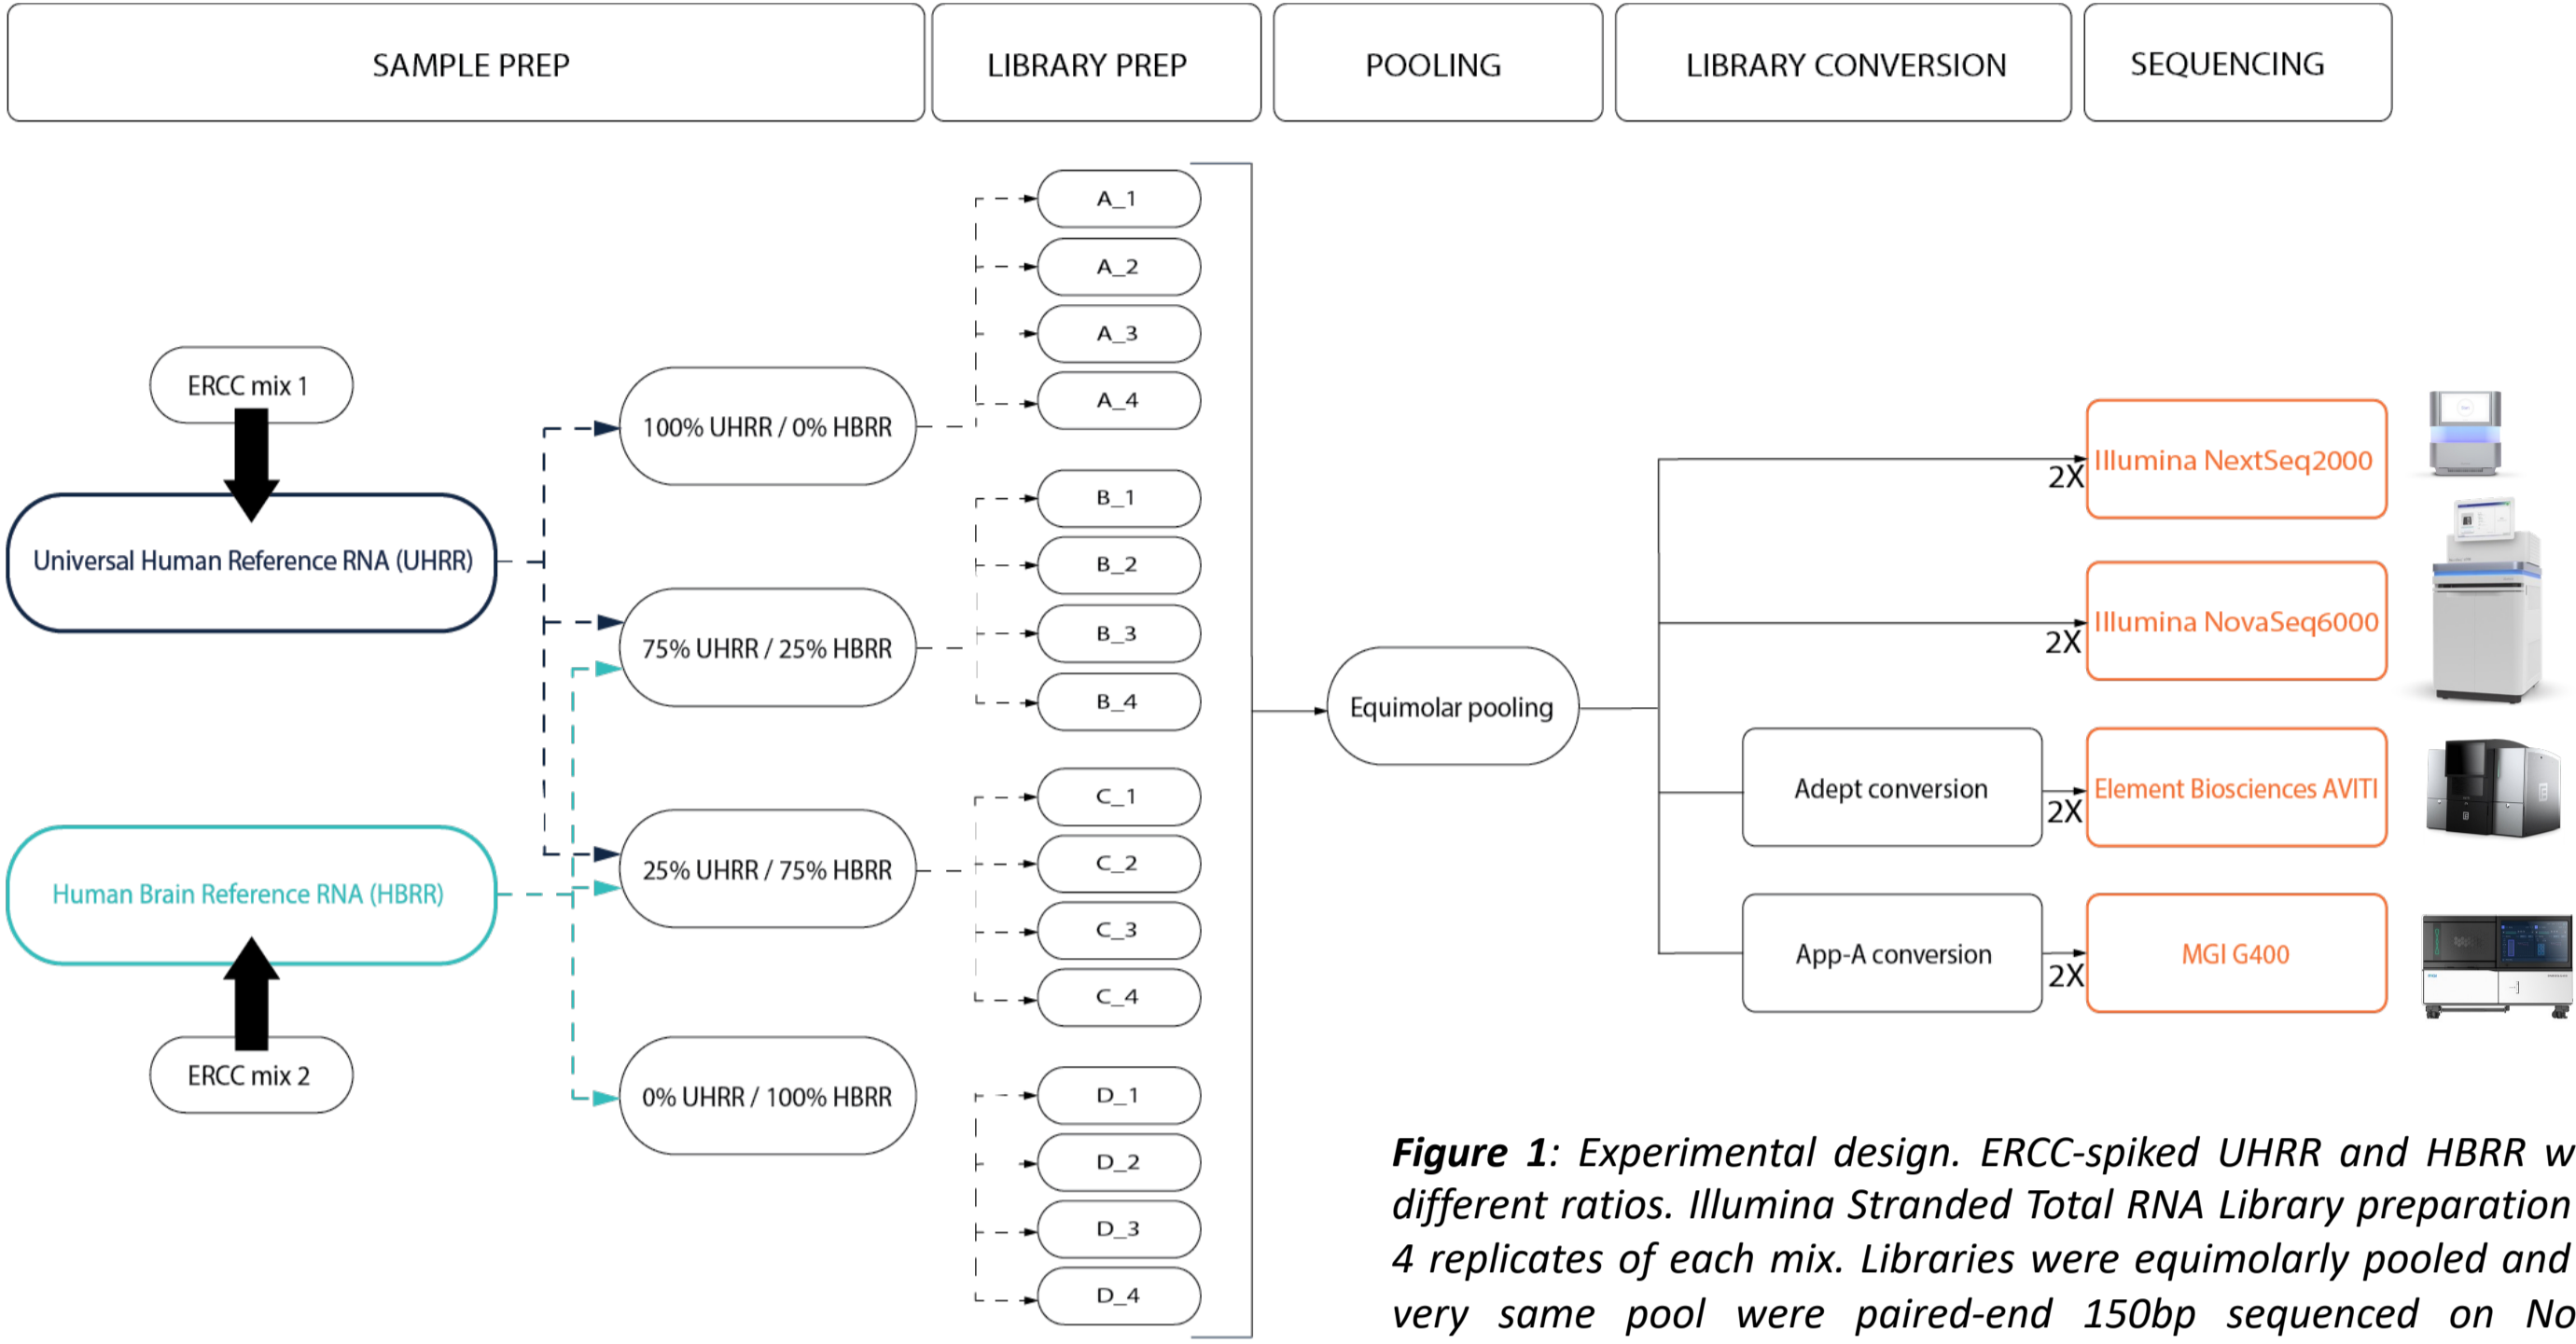 SAMPLE PREP
LIBRARY PREP
POOLING
LIBRARY CONVERSION
SEQUENCING
ERCC mix 1
Universal Human Reference RNA (UHRR)
Human Brain Reference RNA (HBRR)
ERCC mix 2
100% UHRR / 0% HBRR
75% UHRR / 25% HBRR
25% UHRR / 75% HBRR
0% UHRR / 100% HBRR
A_1
A_2
A_3
A_4
B_1
B_2
B_3
B_4
C_1
C_2
C_3
C_4
D_1
D_2
D_3
D_4
Equimolar pooling
2X
Illumina NextSeq2000
2X
Illumina NovaSeq6000
Adept conversion
2X
Element Biosciences AVITI
App-A conversion
2X
MGI G400
Figure 1: Experimental design. ERCC-spiked UHRR and HBRR w
different ratios. Illumina Stranded Total RNA Library preparation
4 replicates of each mix. Libraries were equimolarly pooled and
very same pool were paired-end 150bp sequenced on No